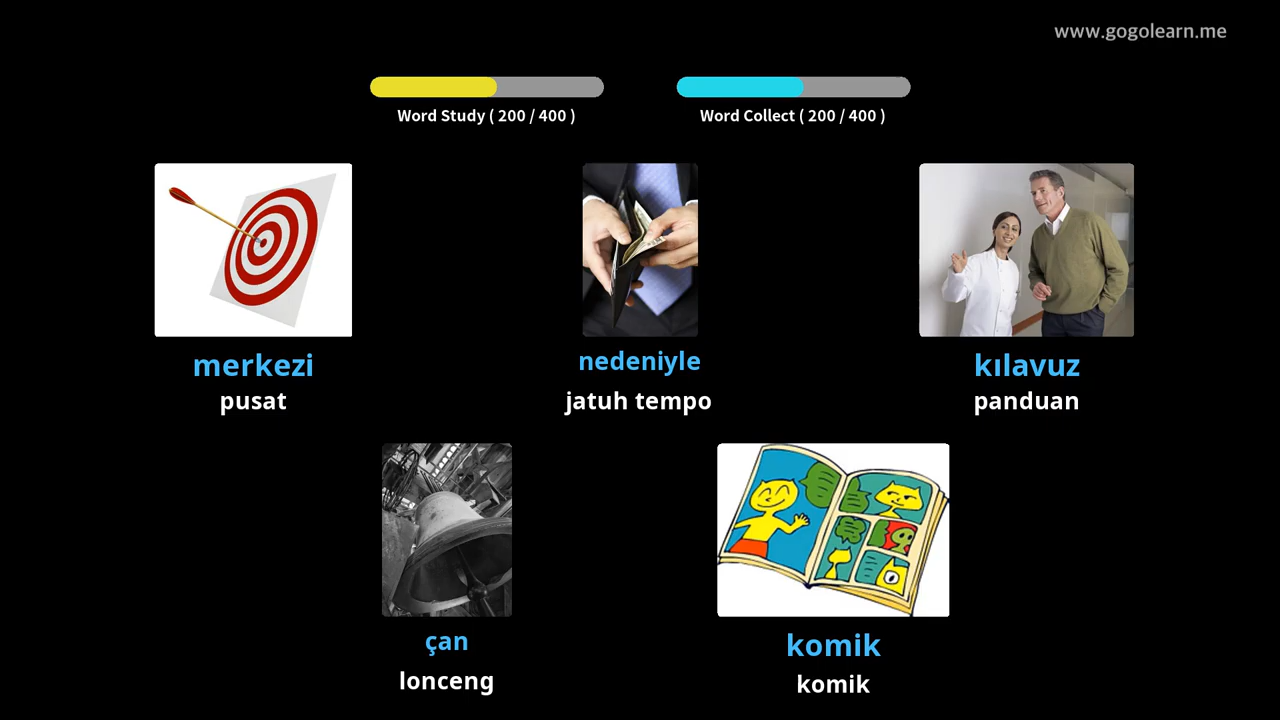 www.gogolearn.me
Word Study ( 200 / 400 )
Word Collect ( 200 / 400 )
merkezi
pusat
nedeniyle
jatuh tempo
kılavuz
panduan
çan
lonceng
komik
komik